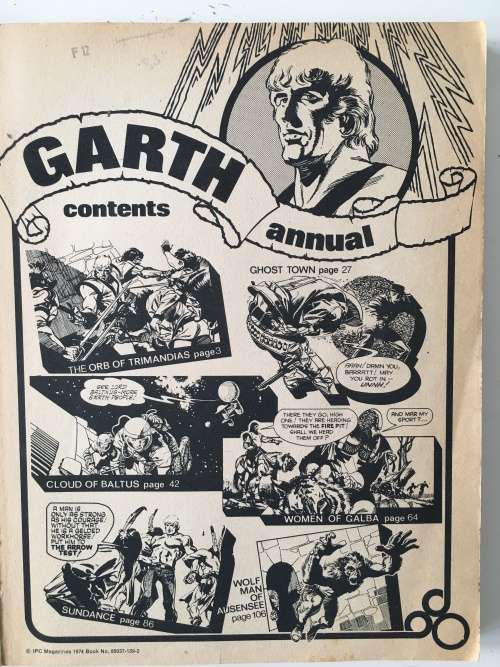 F 12
GARTH
contents
annual
GHOST TOWN page 27
THE ORB OF TRIMANDIAS page 3
AHHH! DAMN YOU,
BARRATT! MAY
YOU ROT IN--
UNNH!
SEE LORD
BALTHUS-MORE
EARTH PEOPLE!
CLOUD OF BALTUS page 42
THERE THEY GO, HIGH
ONE! THEY ARE HEADING
TOWARDS THE FIRE PIT!
SHALL WE HEAD
THEM OFF?
AND MAR MY
SPORT?...
WOMEN OF GALBA page 64
A MAN IS
ONLY AS STRONG
AS HIS COURAGE!
WITHOUT THAT
HE IS A GELDED
WORKHORSE!
PUT HIM TO
THE ARROW
TEST!
SUNDANCE page 86
WOLF
MAN
OF
AUSENSEE
page 106
© IPC Magazines 1974 Book No. 85037-128-2